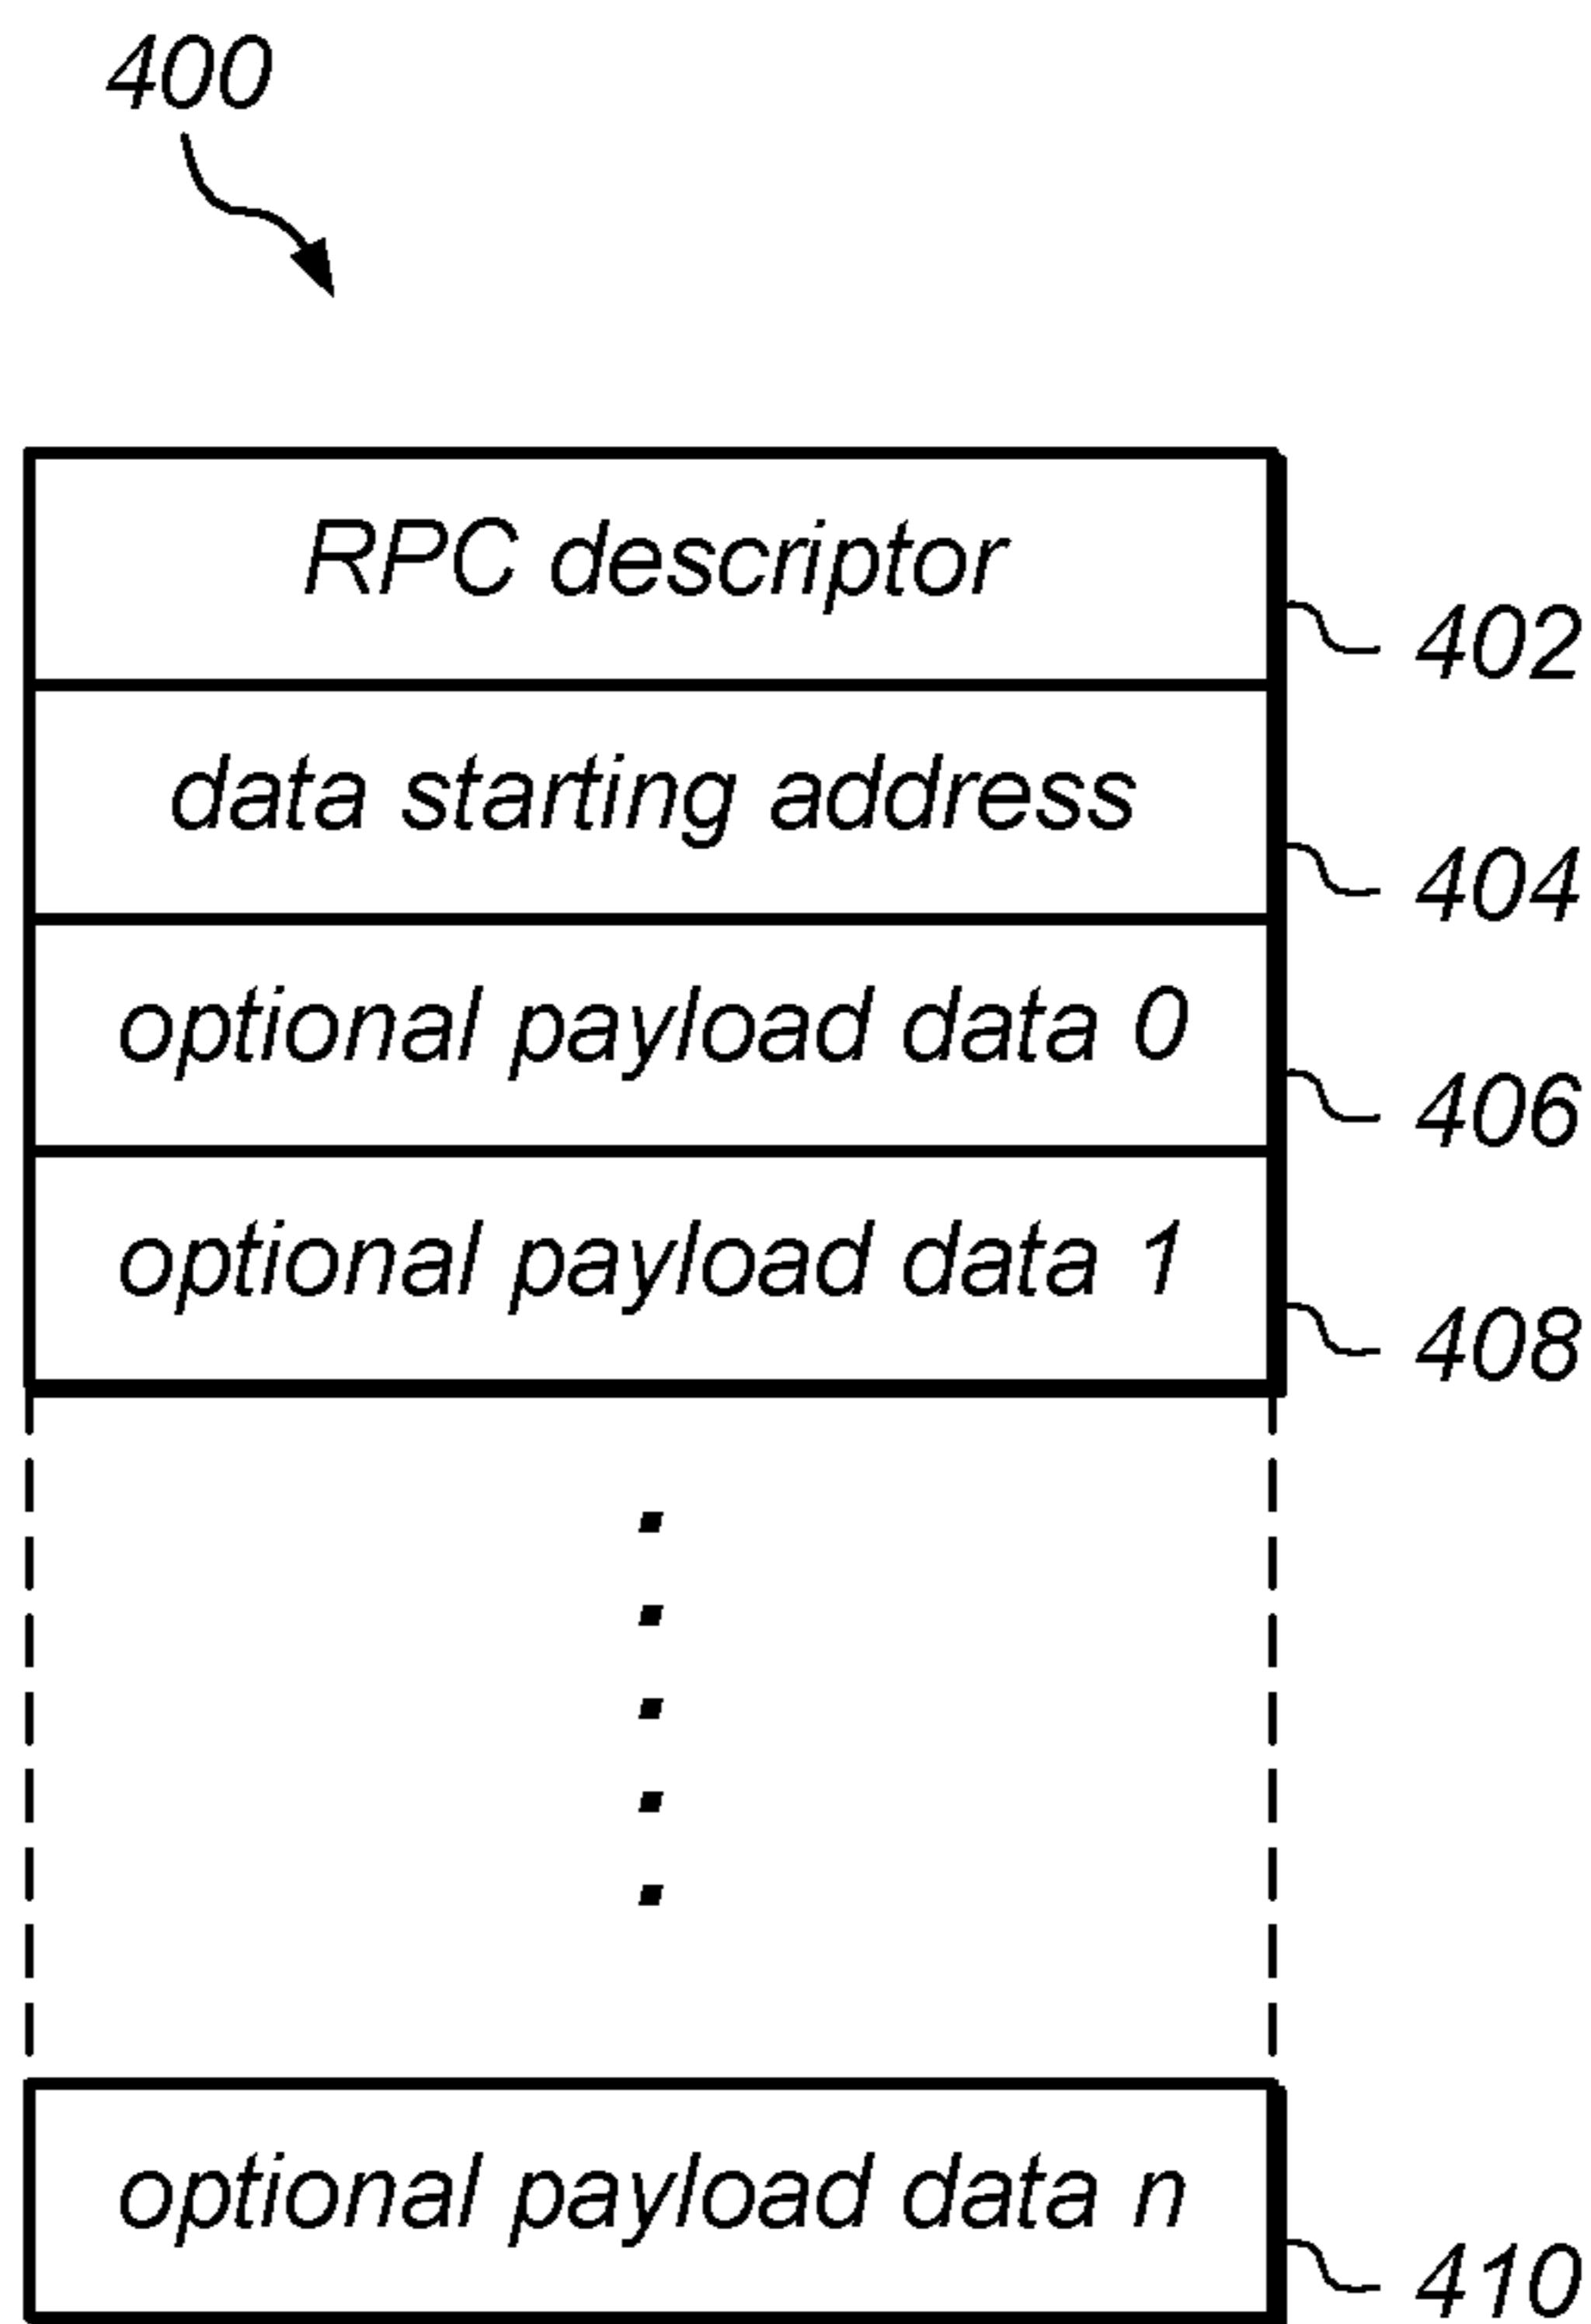 400
RPC descriptor
402
data starting address
404
optional payload data 0
406
optional payload data 1
408
optional payload data n
410